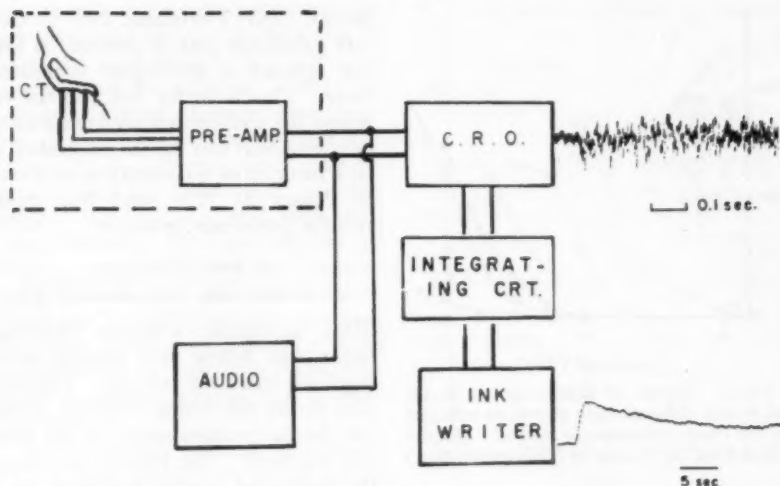 CT
PRE-AMP.
C. R. O.
0.1 sec.
INTEGRAT-
ING CRT.
AUDIO
INK
WRITER
5 sec